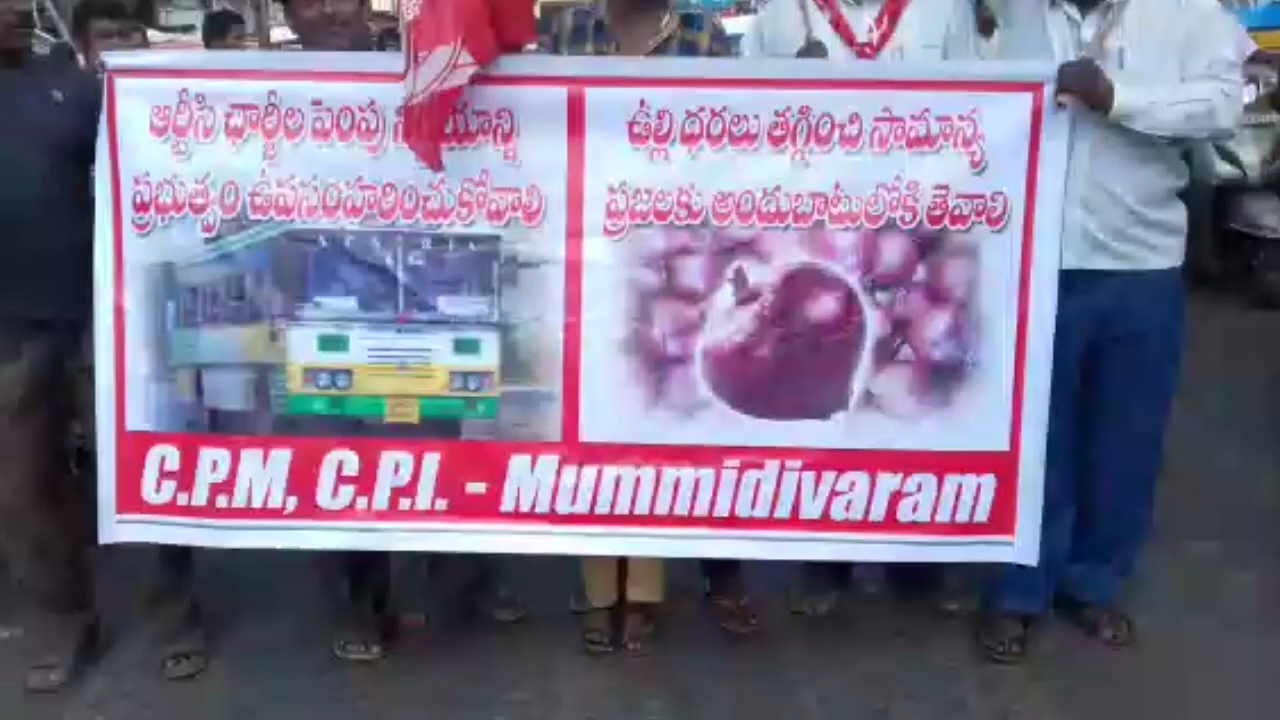 ఆర్టీసి ఛార్జీల పెంపు
ప్రభుత్వం ఉపసంహరించుకోవాలి
ఉల్లి ధరలు తగ్గించి సామాన్య
ప్రజలకు అందుబాటులోకి తేవాలి
C.P.M, C.P.I. - Mummidivaram